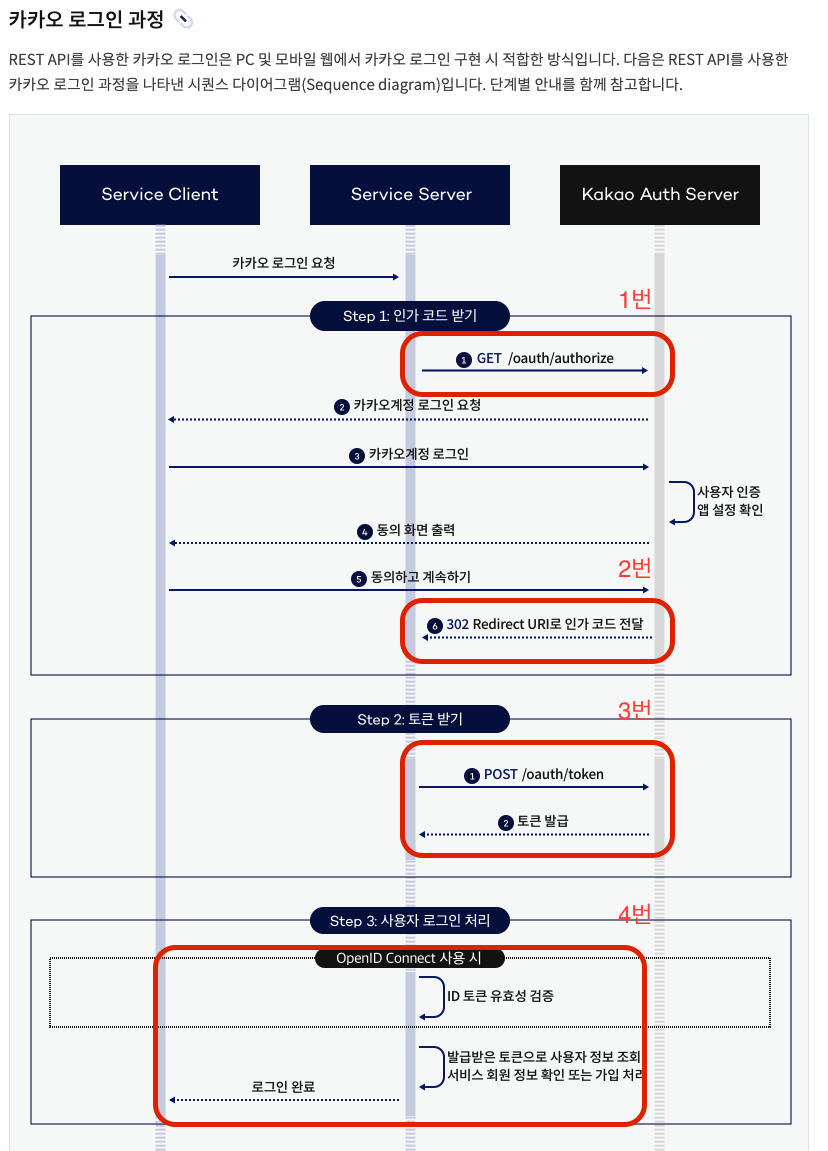 카카오 로그인 과정
REST API를 사용한 카카오 로그인은 PC 및 모바일 웹에서 카카오 로그인 구현 시 적합한 방식입니다. 다음은 REST API를 사용한
카카오 로그인 과정을 나타낸 시퀀스 다이어그램(Sequence diagram)입니다. 단계별 안내를 함께 참고합니다.
Service Client
Service Server
Kakao Auth Server
카카오 로그인 요청
1번
Step 1: 인가 코드 받기
1 GET /oauth/authorize
2 카카오계정 로그인 요청
3 카카오계정 로그인
사용자 인증
앱 설정 확인
4 동의 화면 출력
2번
5 동의하고 계속하기
6 302 Redirect URI로 인가 코드 전달
3번
Step 2: 토큰 받기
1 POST /oauth/token
2 토큰 발급
4번
Step 3: 사용자 로그인 처리
OpenID Connect 사용 시
ID 토큰 유효성 검증
발급받은 토큰으로 사용자 정보 조회
서비스 회원 정보 확인 또는 가입 처리
로그인 완료